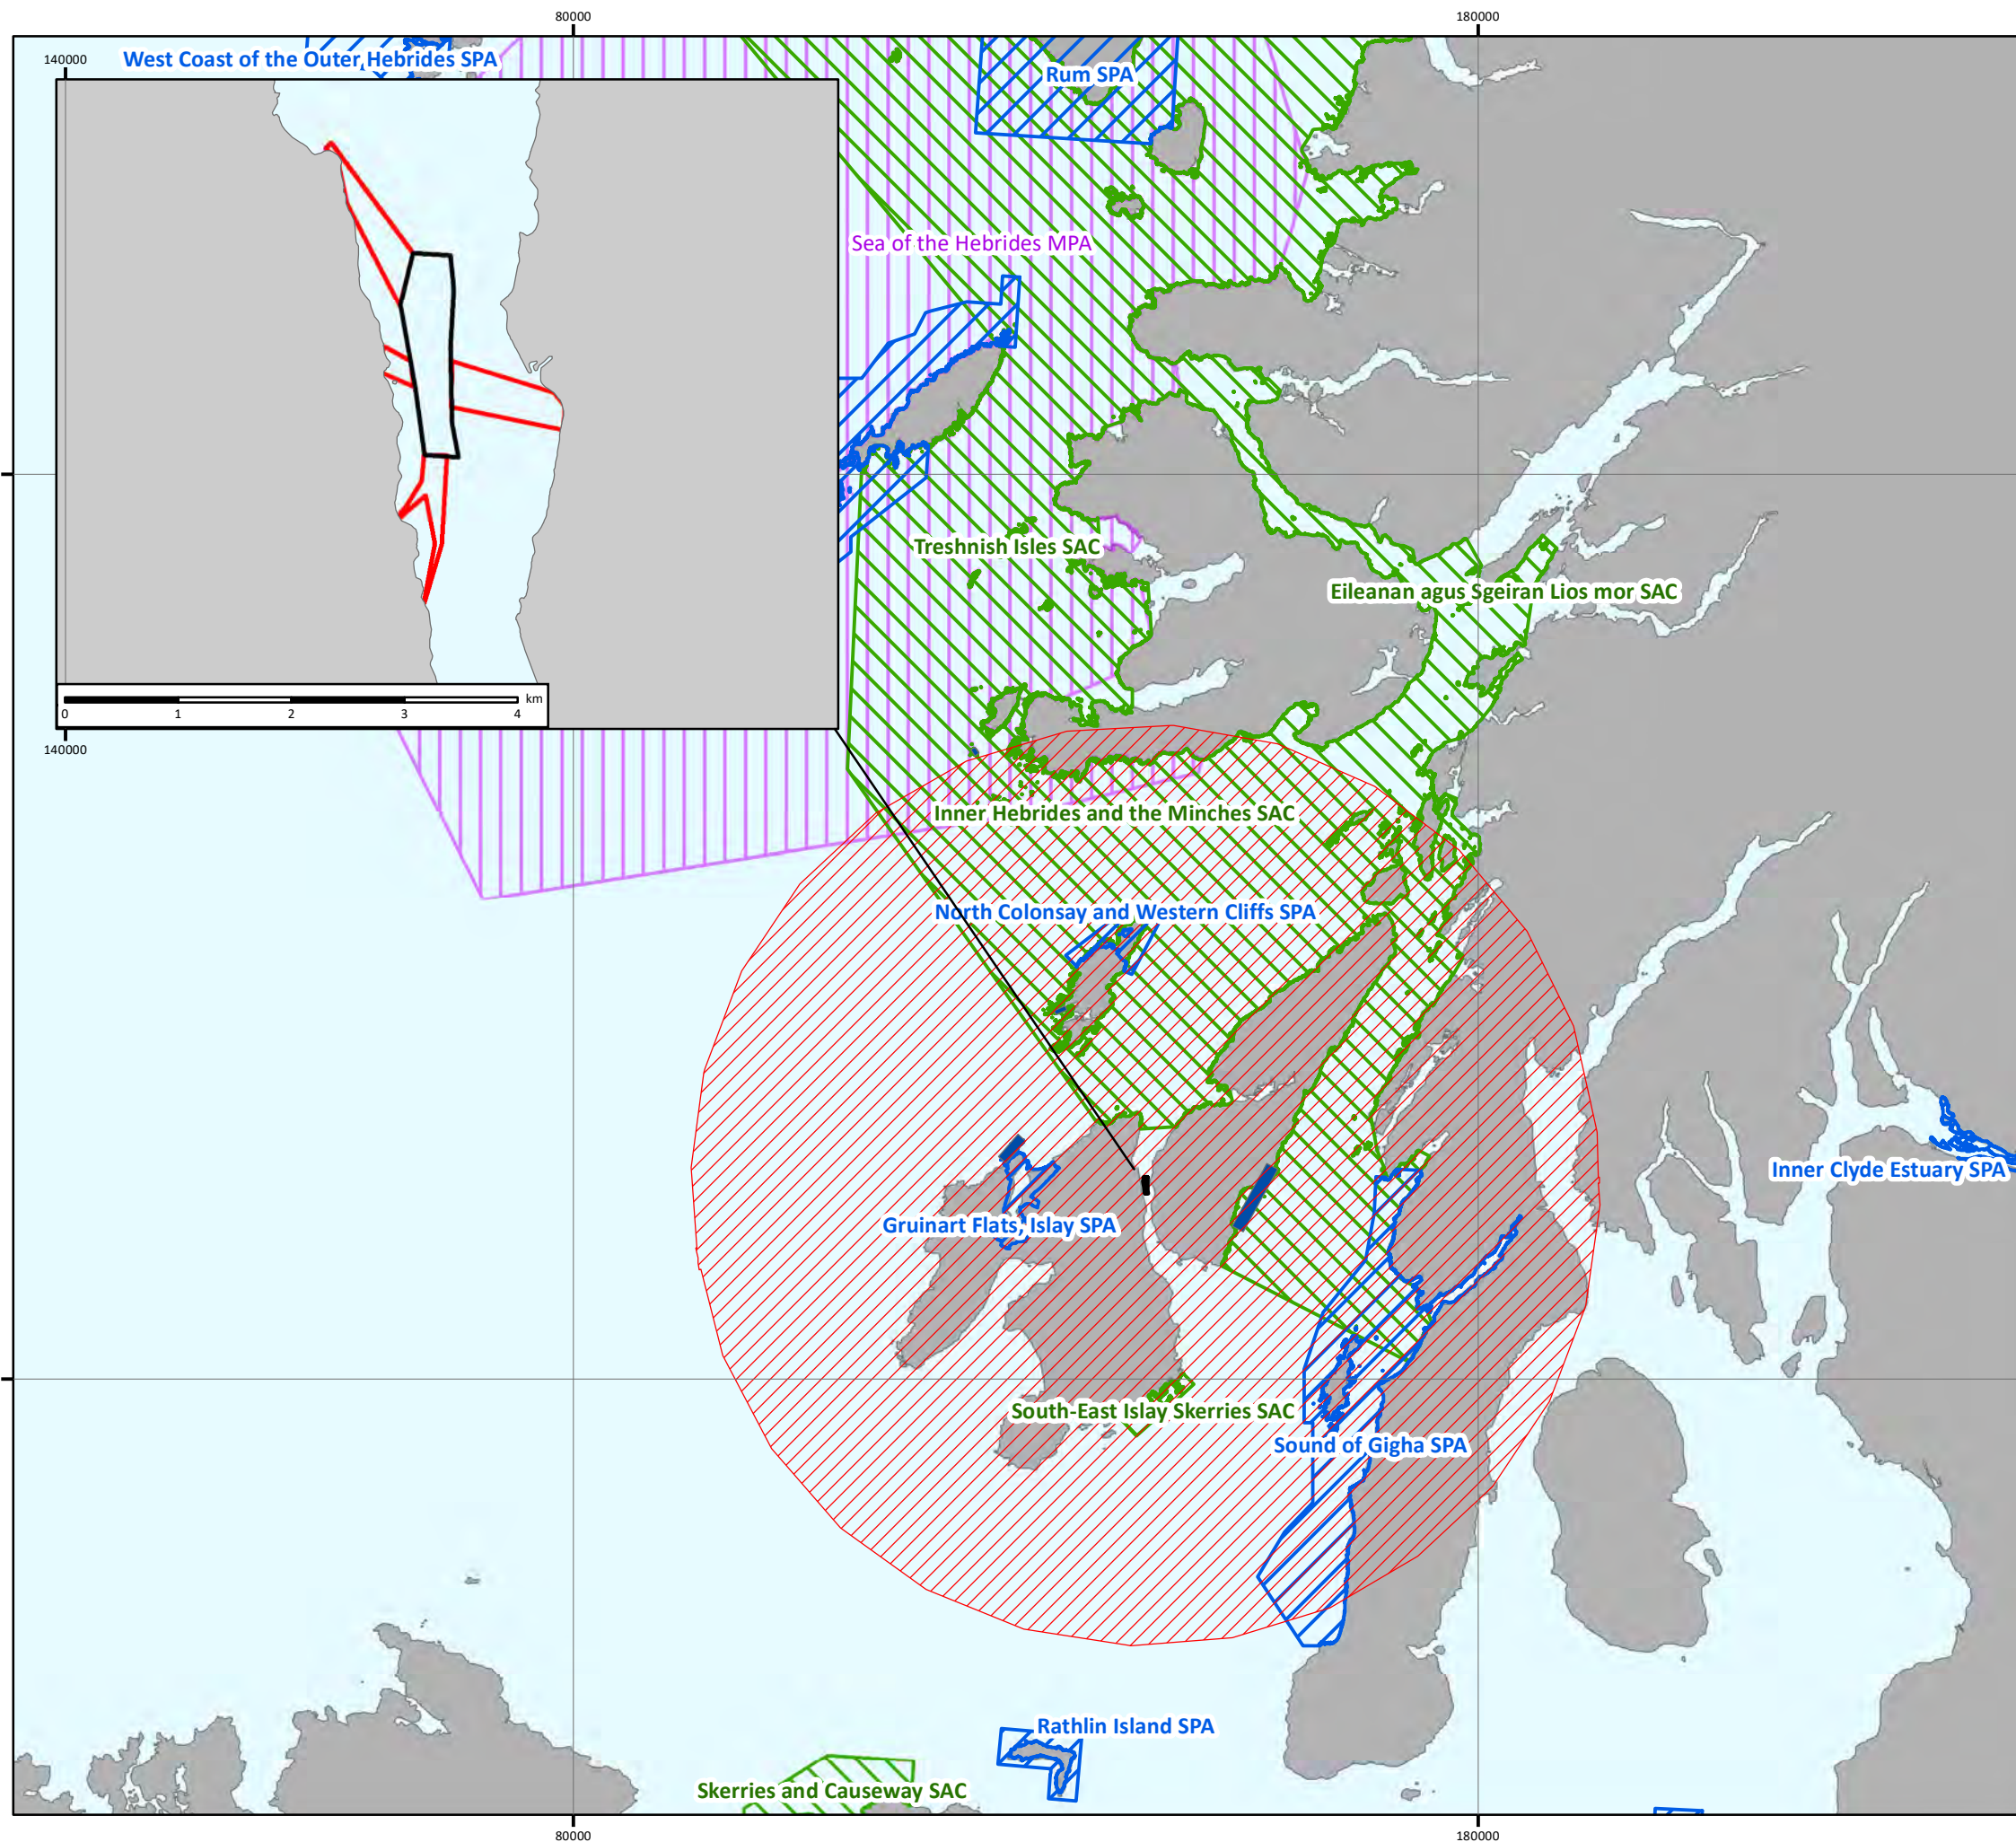 80000
180000
West Coast of the Outer Hebrides SPA
140000
Rum SPA
Sea of the Hebrides MPA
Treshnish Isles SAC
Eileanan agus Sgeiran Lios mor SAC
km
0 1 2 3 4
140000
Inner Hebrides and the Minches SAC
North Colonsay and Western Cliffs SPA
Inner Clyde Estuary SPA
Gruinart Flats, Islay SPA
South-East Islay Skerries SAC
Sound of Gigha SPA
Rathlin Island SPA
Skerries and Causeway SAC
80000
180000